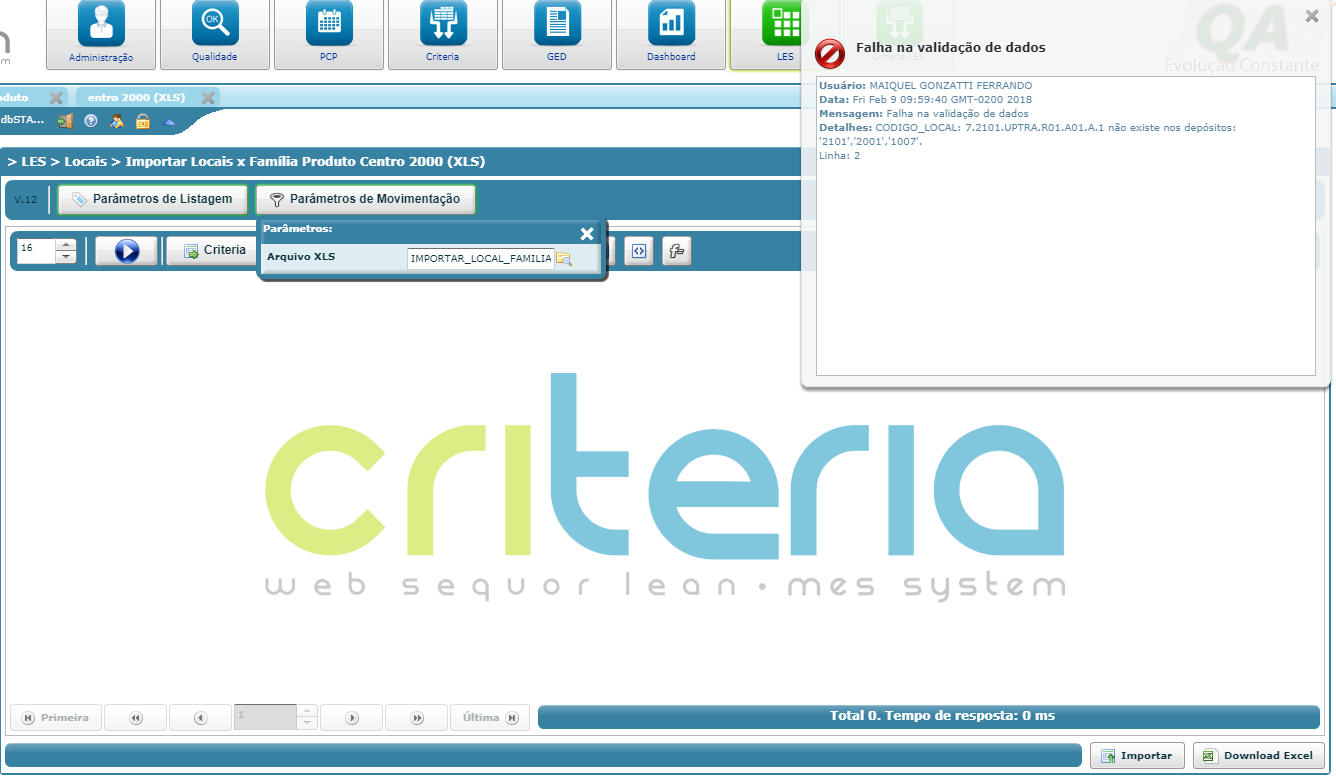 m
Administração
Qualidade
PCP
Criteria
GED
Dashboard
LES
Criteria LES
QA
Evolução Constante
Falha na validação de dados
Usuário: MAIQUEL GONZATTI FERRANDO
Data: Fri Feb 9 09:59:40 GMT-0200 2018
Mensagem: Falha na validação de dados
Detalhes: CODIGO_LOCAL: 7.2101.UPTRA.R01.A01.A.1 não existe nos depósitos:
'2101','2001','1007'.
Linha: 2
oduto
entro 2000 (XLS)
dbSTA...
> LES > Locais > Importar Locais x Família Produto Centro 2000 (XLS)
V.12
Parâmetros de Listagem
Parâmetros de Movimentação
16
Criteria
Parâmetros:
Arquivo XLS
IMPORTAR_LOCAL_FAMILIA
criteria
web sequor lean • mes system
Primeira
1
Última
Total 0. Tempo de resposta: 0 ms
Importar
Download Excel